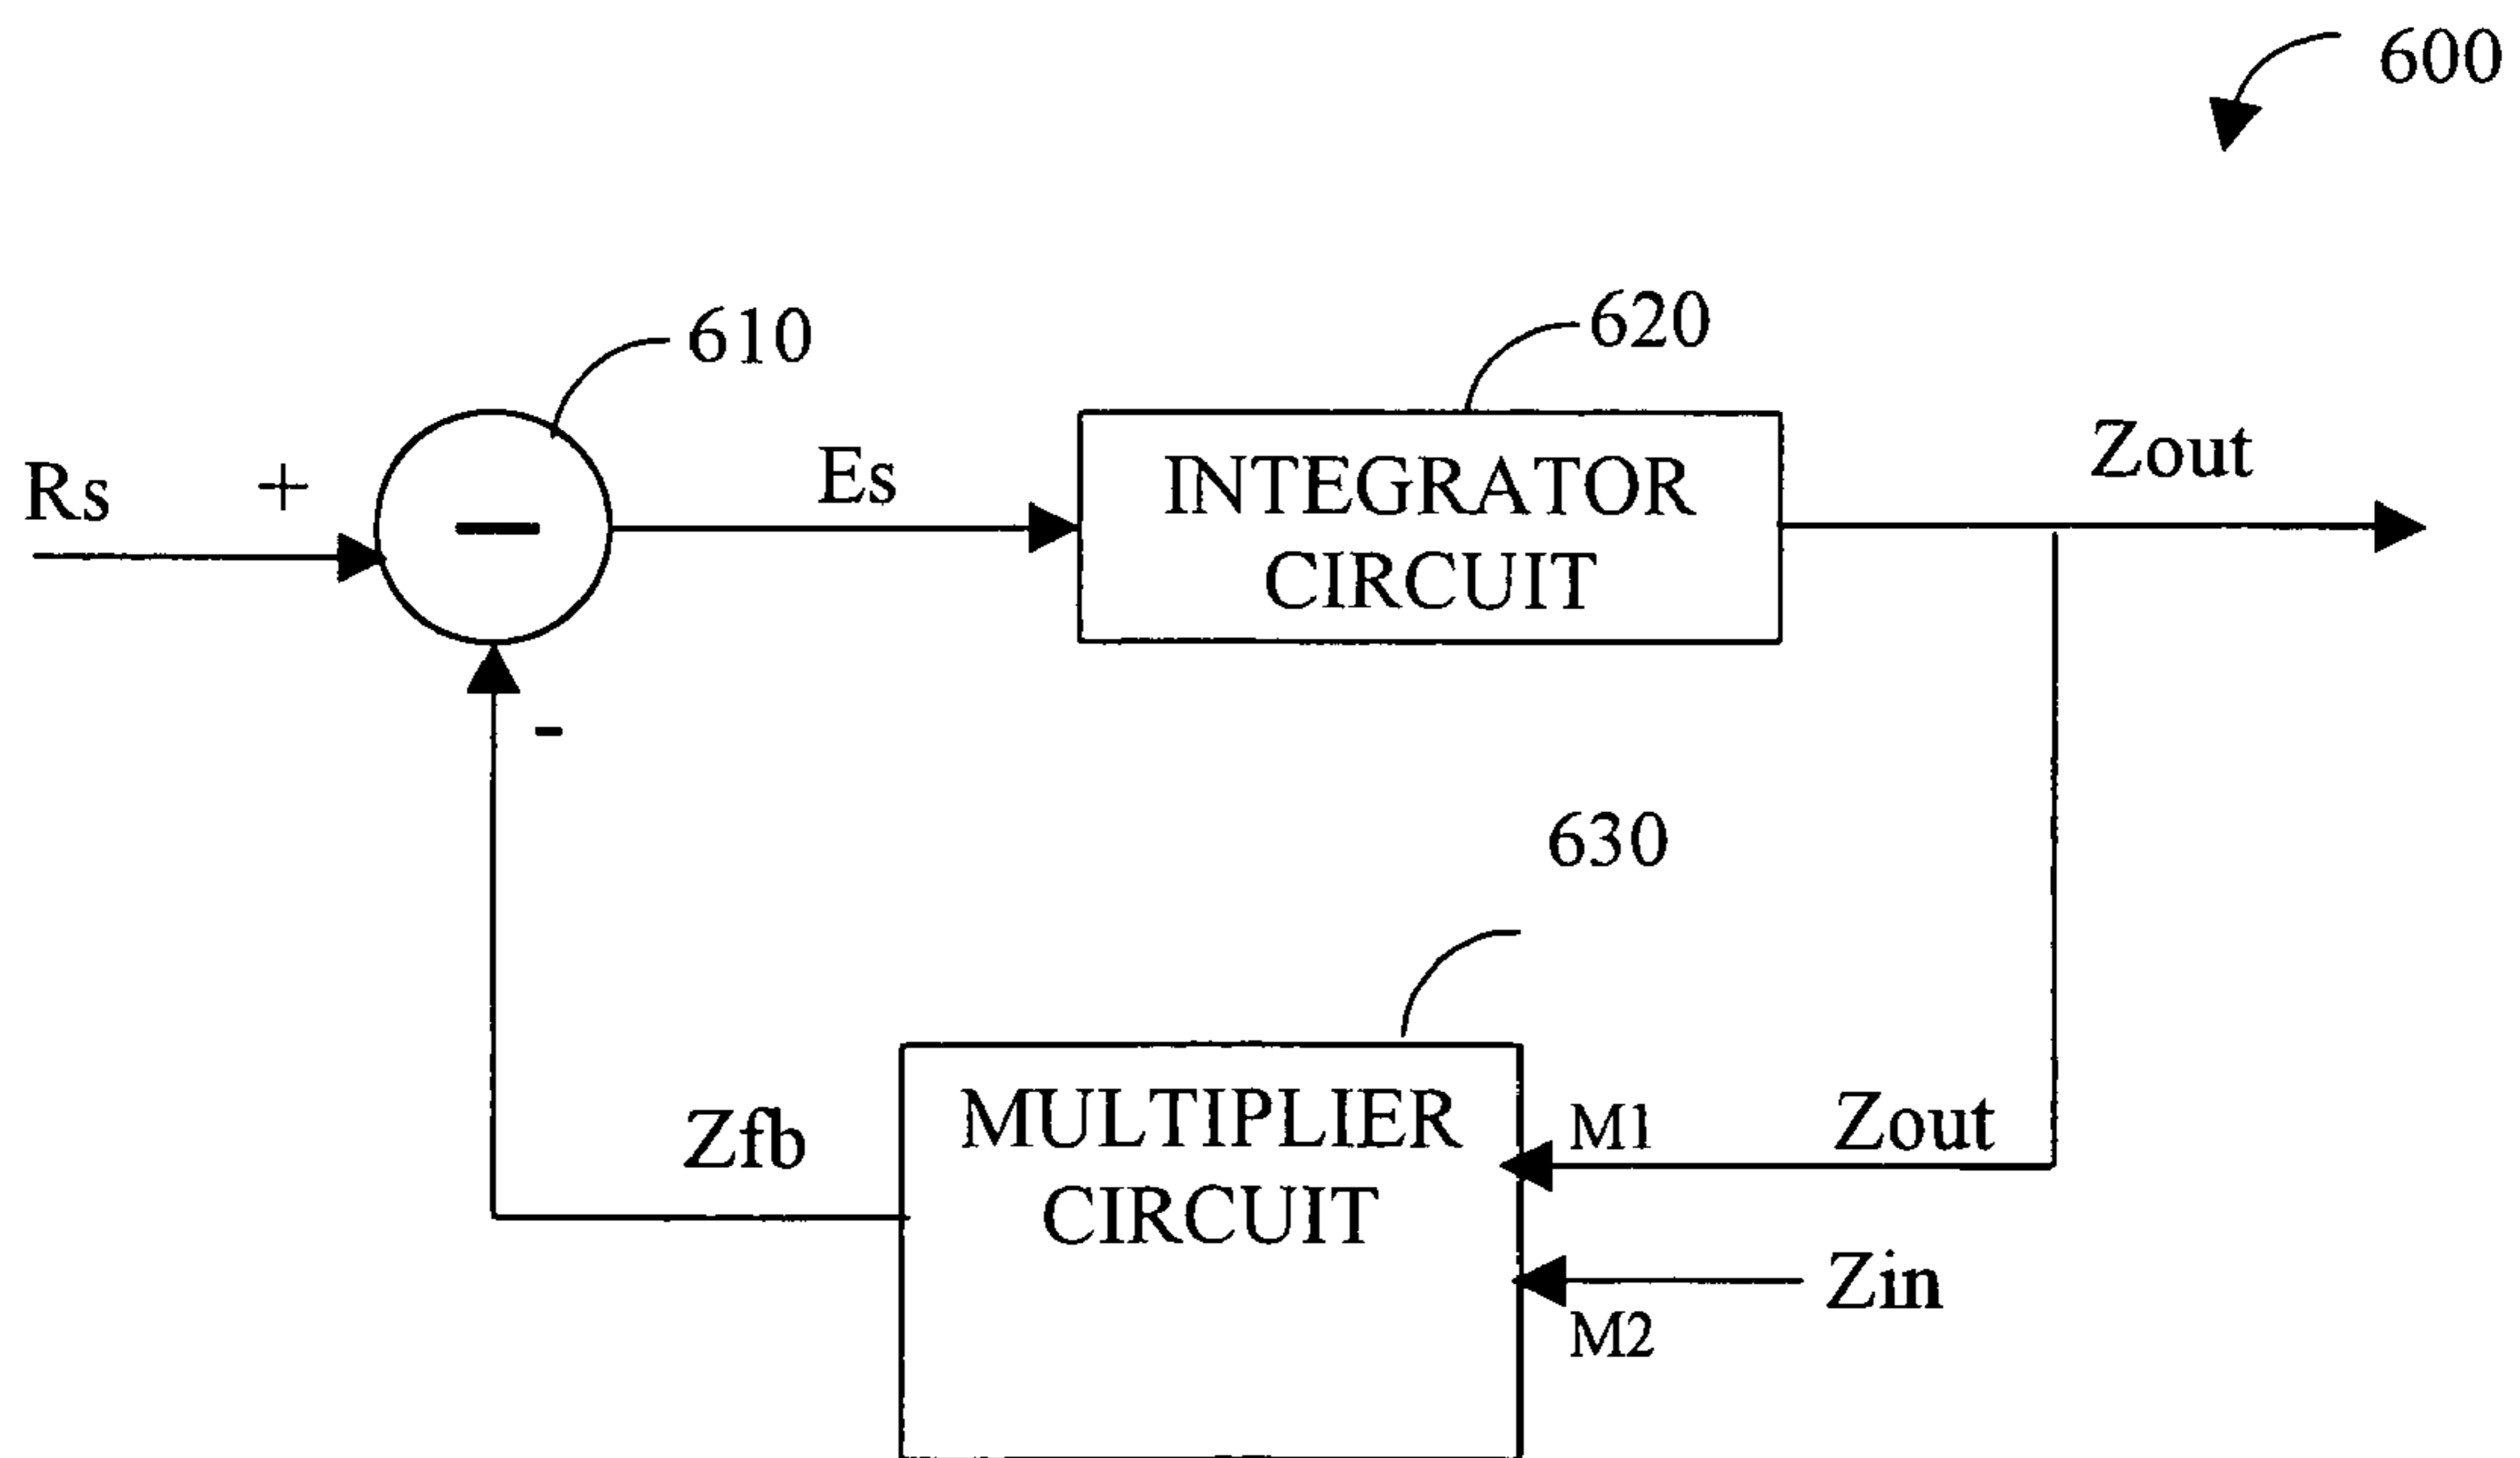 600
610
620
Rs
+
Es
INTEGRATOR
CIRCUIT
Zout
-
630
Zfb
MULTIPLIER
CIRCUIT
M1
Zout
Zin
M2